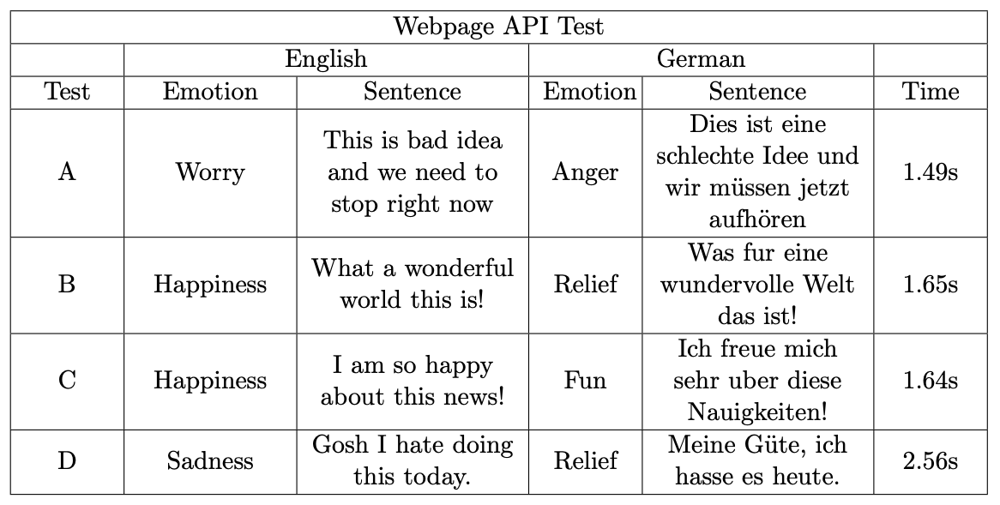 Webpage API Test
English German
Test Emotion Sentence Emotion Sentence Time
A Worry This is bad idea and we need to stop right now Anger Dies ist eine schlechte Idee und wir müssen jetzt aufhören 1.49s
B Happiness What a wonderful world this is! Relief Was fur eine wundervolle Welt das ist! 1.65s
C Happiness I am so happy about this news! Fun Ich freue mich sehr uber diese Nauigkeiten! 1.64s
D Sadness Gosh I hate doing this today. Relief Meine Güte, ich hasse es heute. 2.56s